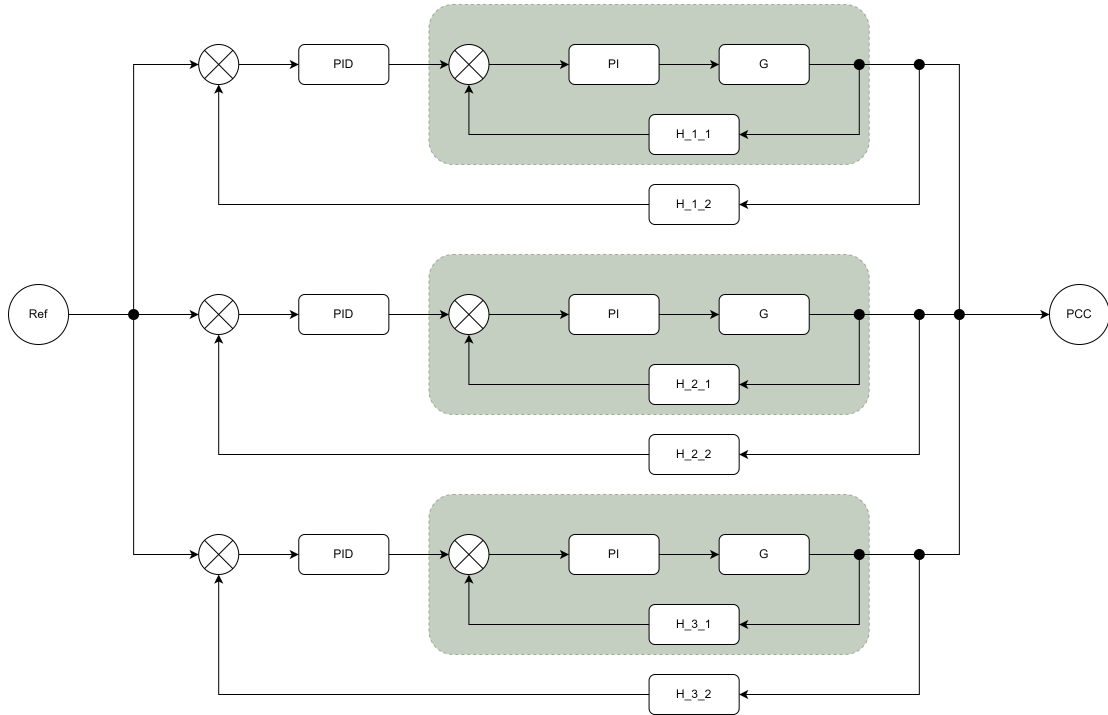 PID
PI
G
H_1_1
H_1_2
Ref
PID
PI
G
PCC
H_2_1
H_2_2
PID
PI
G
H_3_1
H_3_2